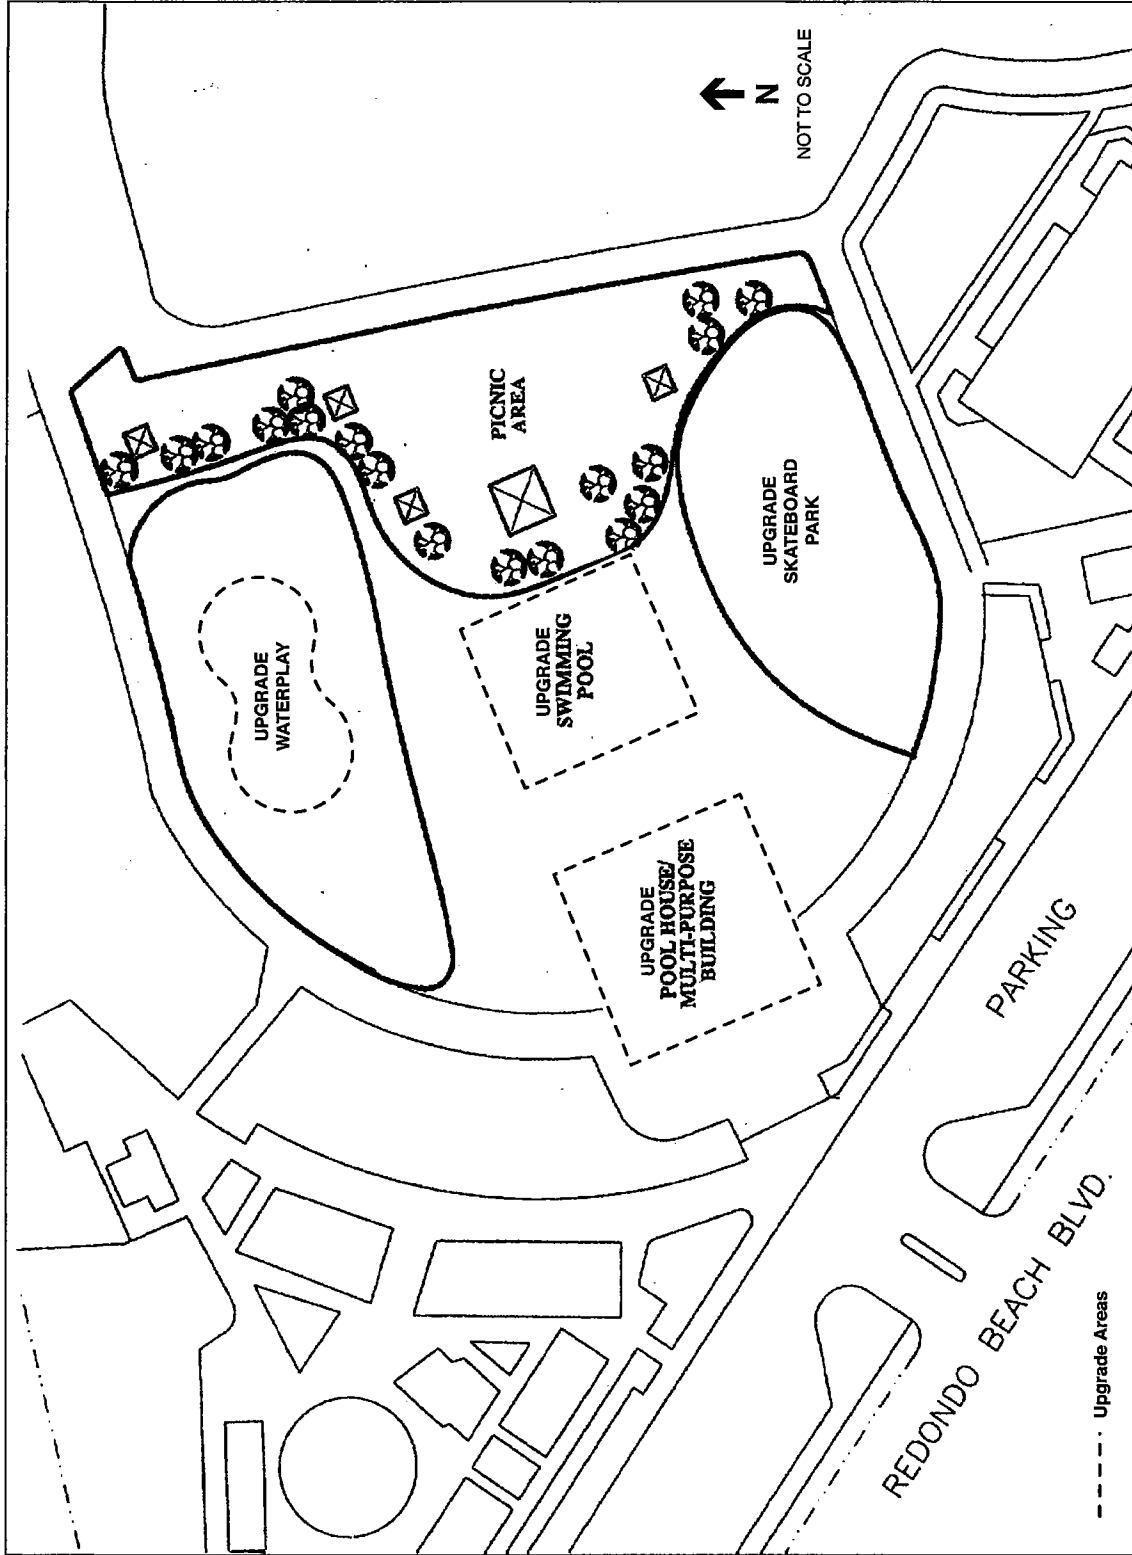 N
NOT TO SCALE
PICNIC
AREA
UPGRADE
WATERPLAY
UPGRADE
SWIMMING
POOL
UPGRADE
SKATEBOARD
PARK
UPGRADE
POOL HOUSE/
MULTI-PURPOSE
BUILDING
PARKING
REDONDO BEACH BLVD.
Upgrade Areas